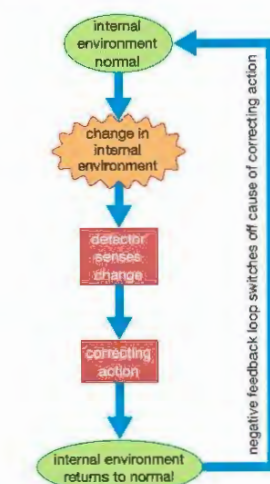 internal
environment
normal
change in
internal
environment
detector
senses
change
correcting
action
internal environment
returns to normal
negative feedback loop switches off cause of correcting action